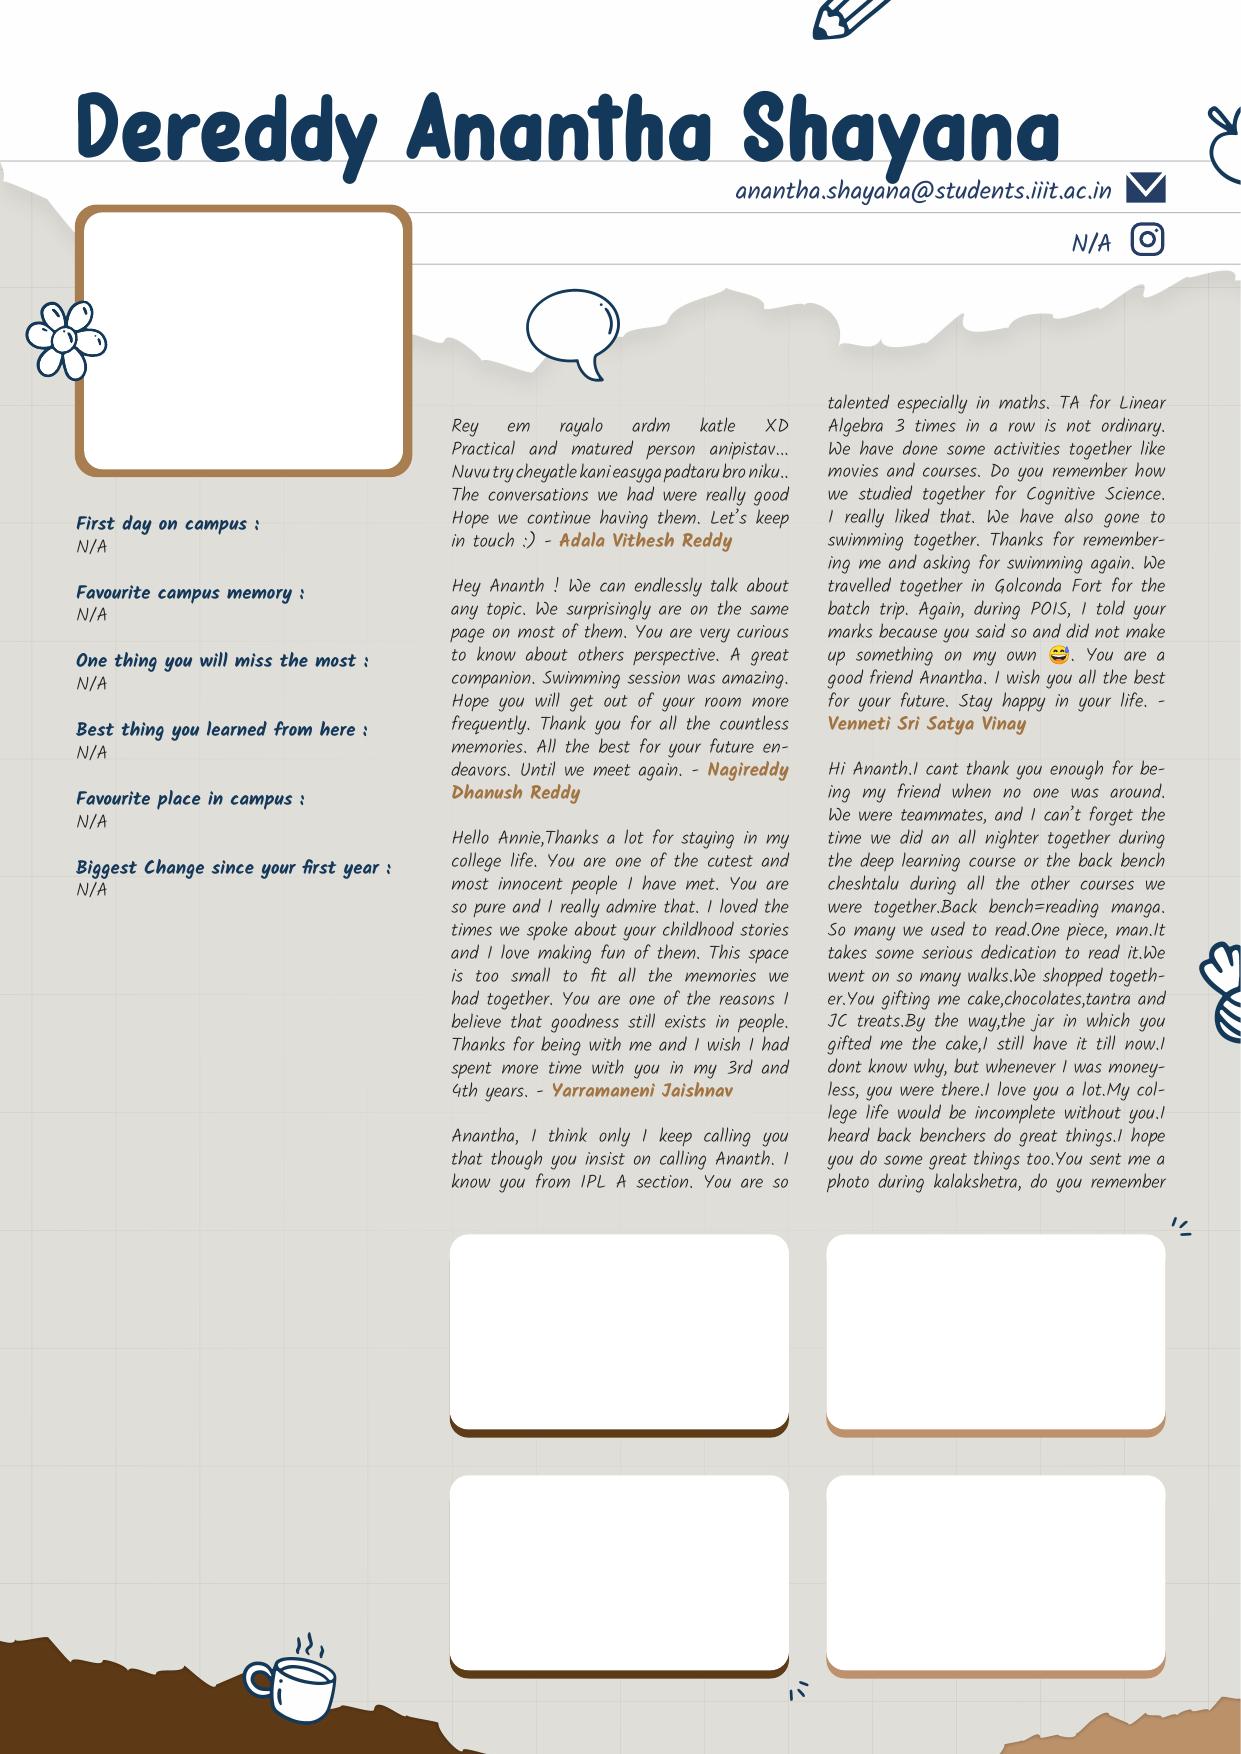 Dereddy Anantha Shayana
anantha.shayana@students.iiit.ac.in
N/A
First day on campus :
N/A
Favourite campus memory :
N/A
One thing you will miss the most :
N/A
Best thing you learned from here :
N/A
Favourite place in campus :
N/A
Biggest Change since your first year :
N/A
Rey em rayalo ardm katle XD
Practical and matured person anipistav...
Nuvu try cheyatle kani easyga padtaru bro niku..
The conversations we had were really good
Hope we continue having them. Let's keep
in touch :) - Adala Vithesh Reddy
Hey Ananth ! We can endlessly talk about
any topic. We surprisingly are on the same
page on most of them. You are very curious
to know about others perspective. A great
companion. Swimming session was amazing.
Hope you will get out of your room more
frequently. Thank you for all the countless
memories. All the best for your future en-
deavors. Until we meet again. - Nagireddy
Dhanush Reddy
Hello Annie,Thanks a lot for staying in my
college life. You are one of the cutest and
most innocent people I have met. You are
so pure and I really admire that. I loved the
times we spoke about your childhood stories
and I love making fun of them. This space
is too small to fit all the memories we
had together. You are one of the reasons I
believe that goodness still exists in people.
Thanks for being with me and I wish I had
spent more time with you in my 3rd and
4th years. - Yarramaneni Jaishnav
Anantha, I think only I keep calling you
that though you insist on calling Ananth. I
know you from IPL A section. You are so
talented especially in maths. TA for Linear
Algebra 3 times in a row is not ordinary.
We have done some activities together like
movies and courses. Do you remember how
we studied together for Cognitive Science.
I really liked that. We have also gone to
swimming together. Thanks for remember-
ing me and asking for swimming again. We
travelled together in Golconda Fort for the
batch trip. Again, during POIS, I told your
marks because you said so and did not make
up something on my own 😅. You are a
good friend Anantha. I wish you all the best
for your future. Stay happy in your life. -
Venneti Sri Satya Vinay
Hi Ananth.I cant thank you enough for be-
ing my friend when no one was around.
We were teammates, and I can't forget the
time we did an all nighter together during
the deep learning course or the back bench
cheshtalu during all the other courses we
were together.Back bench=reading manga.
So many we used to read.One piece, man.It
takes some serious dedication to read it.We
went on so many walks.We shopped togeth-
er.You gifting me cake,chocolates,tantra and
JC treats.By the way,the jar in which you
gifted me the cake,I still have it till now.I
dont know why, but whenever I was money-
less, you were there.I love you a lot.My col-
lege life would be incomplete without you.I
heard back benchers do great things.I hope
you do some great things too.You sent me a
photo during kalakshetra, do you remember